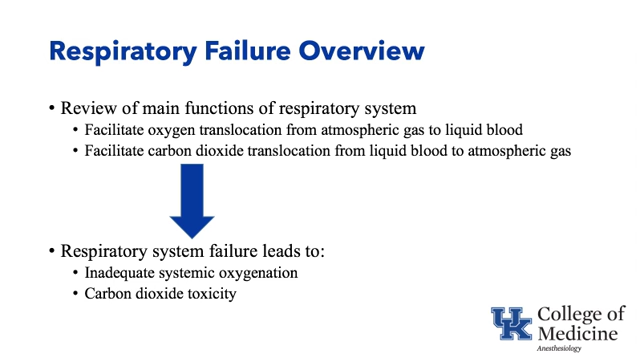 Respiratory Failure Overview
• Review of main functions of respiratory system
• Facilitate oxygen translocation from atmospheric gas to liquid blood
• Facilitate carbon dioxide translocation from liquid blood to atmospheric gas
• Respiratory system failure leads to:
• Inadequate systemic oxygenation
• Carbon dioxide toxicity
UK College of
Medicine
Anesthesiology